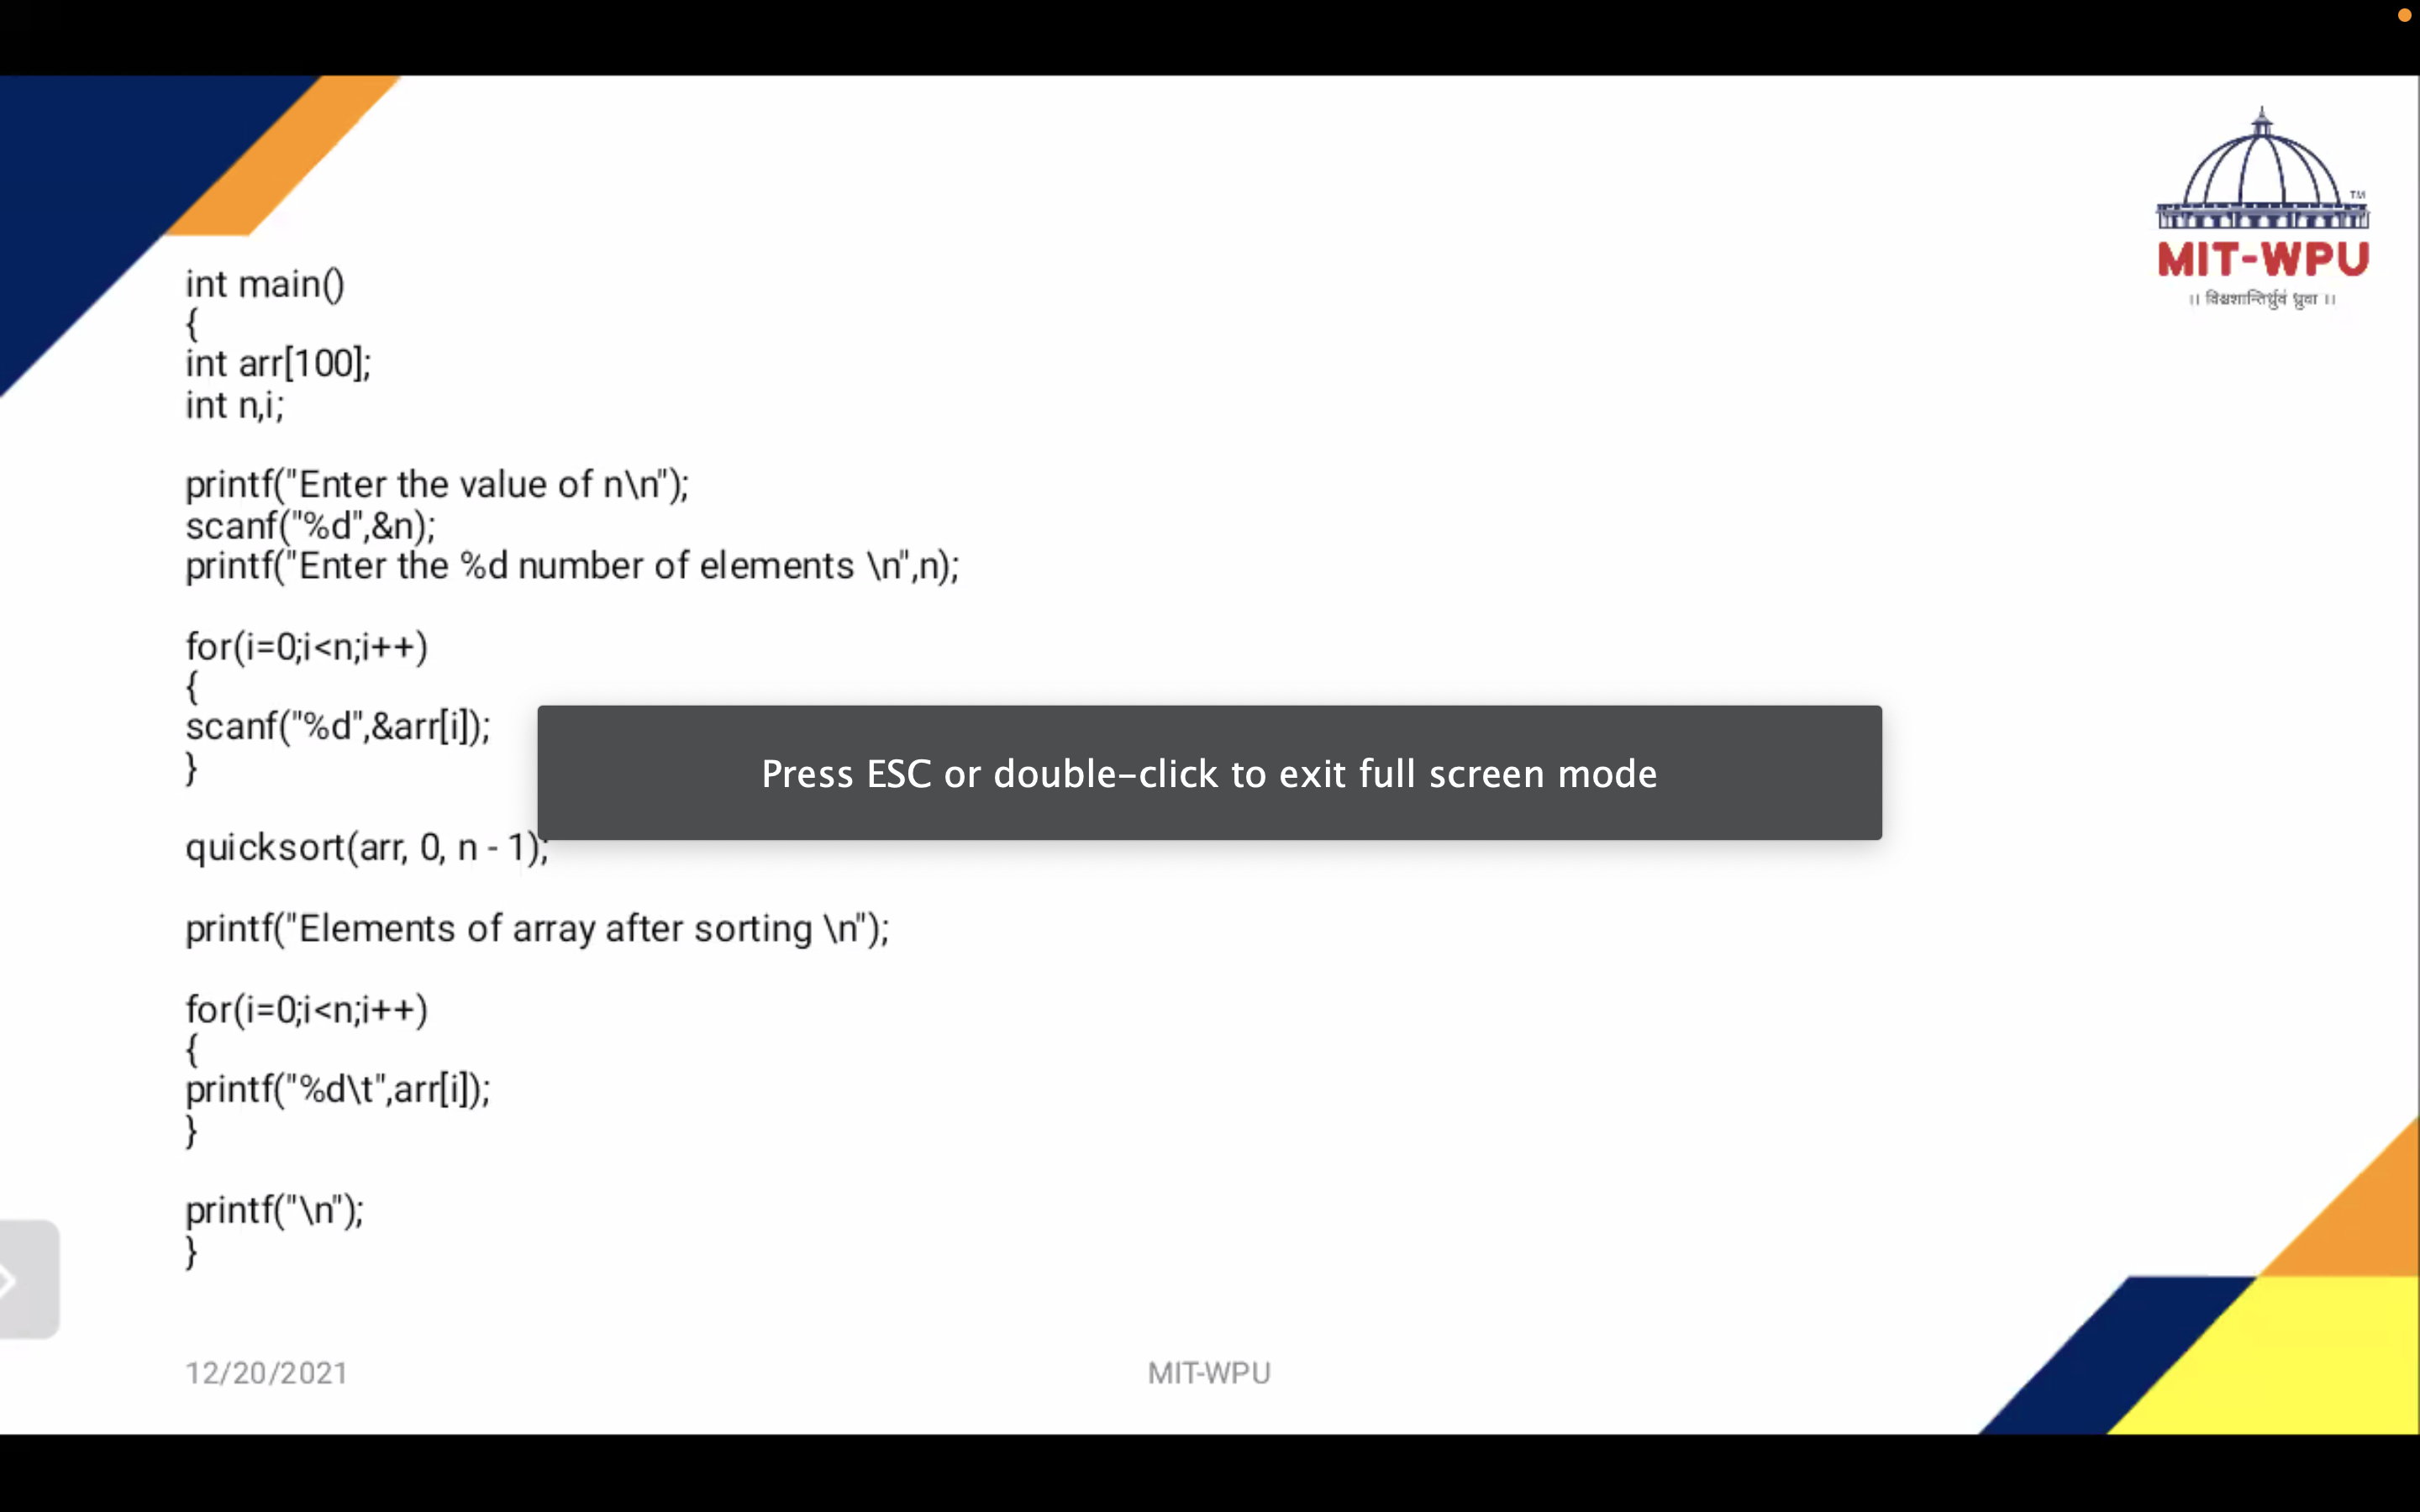 MIT-WPU
TM
।। विश्वशान्तिर्ध्रुवं ध्रुवा ।।
int main()
{
int arr[100];
int n,i;
printf("Enter the value of n\n");
scanf("%d",&n);
printf("Enter the %d number of elements \n",n);
for(i=0;i<n;i++)
{
scanf("%d",&arr[i]);
}
Press ESC or double-click to exit full screen mode
quicksort(arr, 0, n - 1);
printf("Elements of array after sorting \n");
for(i=0;i<n;i++)
{
printf("%d\t",arr[i]);
}
printf("\n");
}
12/20/2021
MIT-WPU